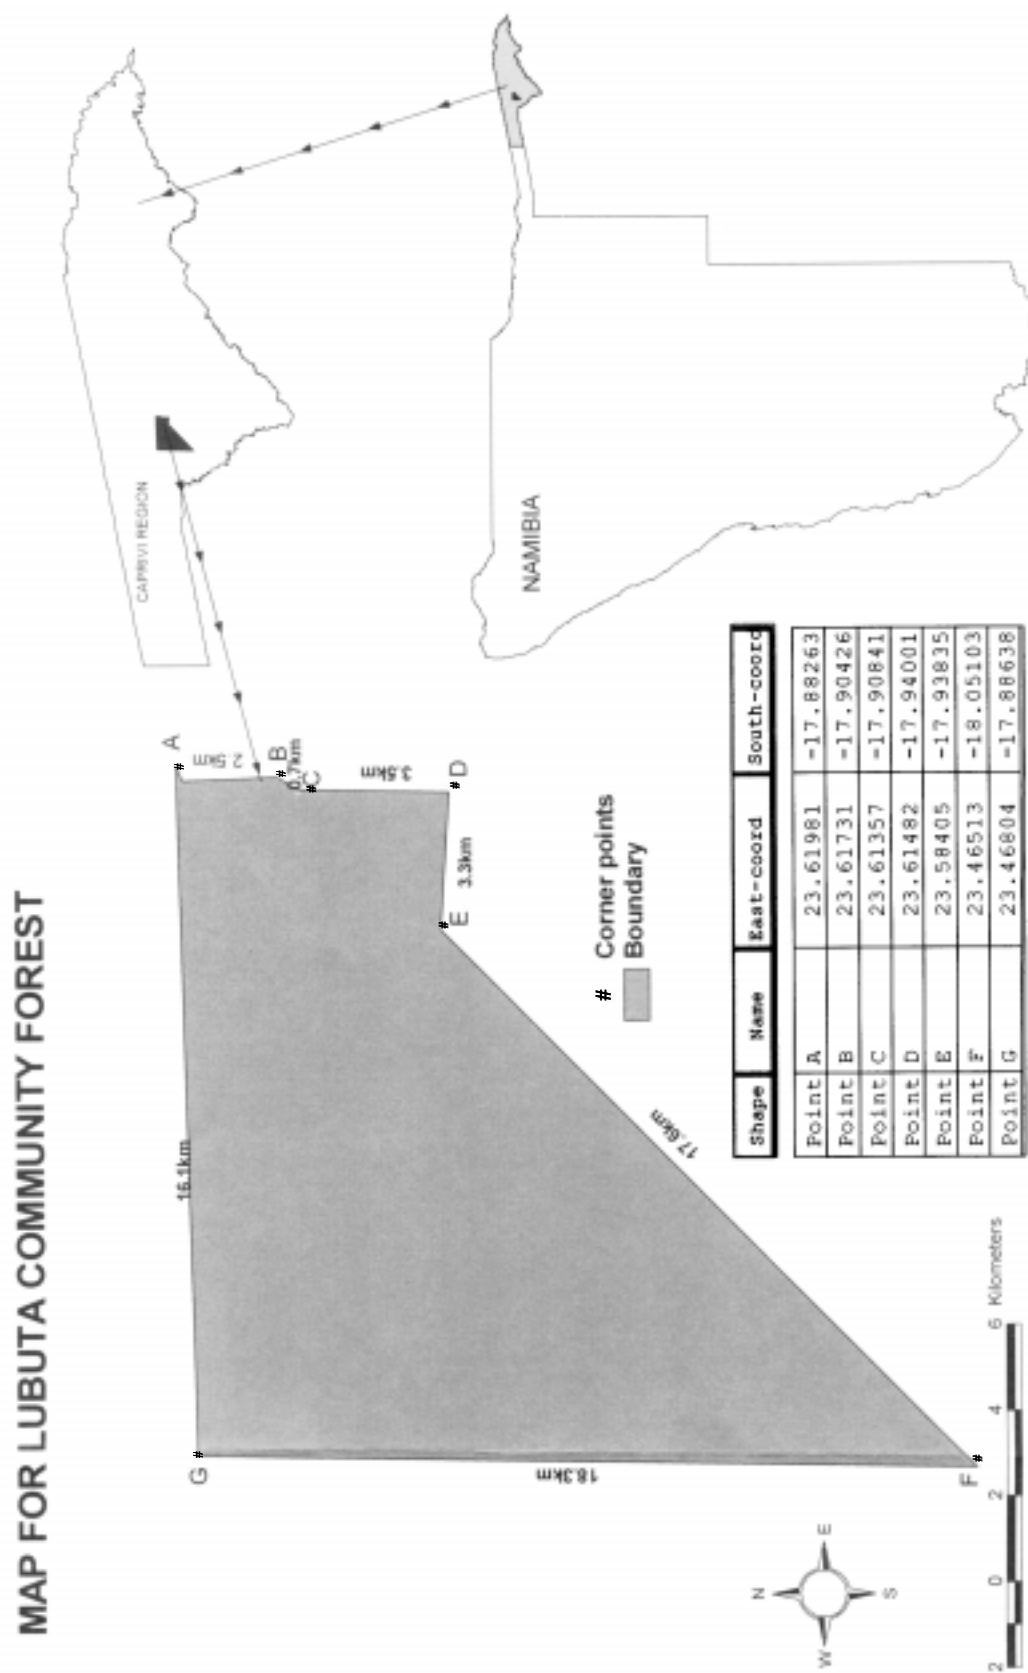 MAP FOR LUBUTA COMMUNITY FOREST
CAPRIVI REGION
NAMIBIA
A
2.5km
B
0.7km
C
3.5km
D
3.3km
E
17.6km
F
18.3km
G
16.1km
# Corner points
Boundary
N
W E
S
2 0 2 4 6 Kilometers
Shape Name East-coord South-coord
Point A 23.61981 -17.88263
Point B 23.61731 -17.90426
Point C 23.61357 -17.90841
Point D 23.61482 -17.94001
Point E 23.58405 -17.93835
Point F 23.46513 -18.05103
Point G 23.46804 -17.88638